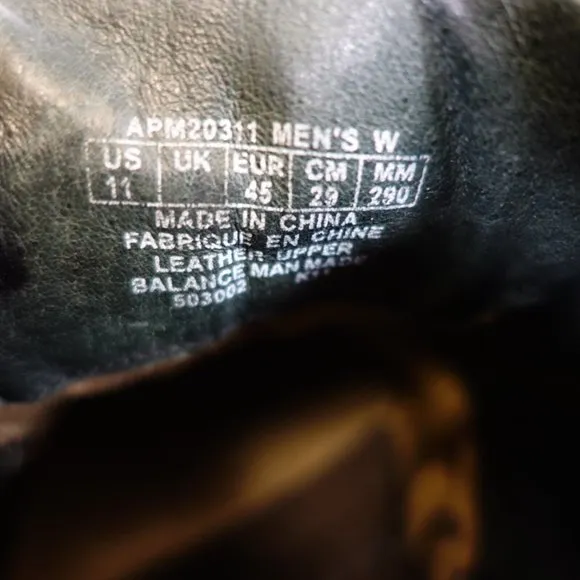 APM20311 MEN'S W
US UK EUR CM MM
11 45 29 290
MADE IN CHINA
FABRIQUE EN CHINE
LEATHER UPPER
BALANCE MAN MADE
503002